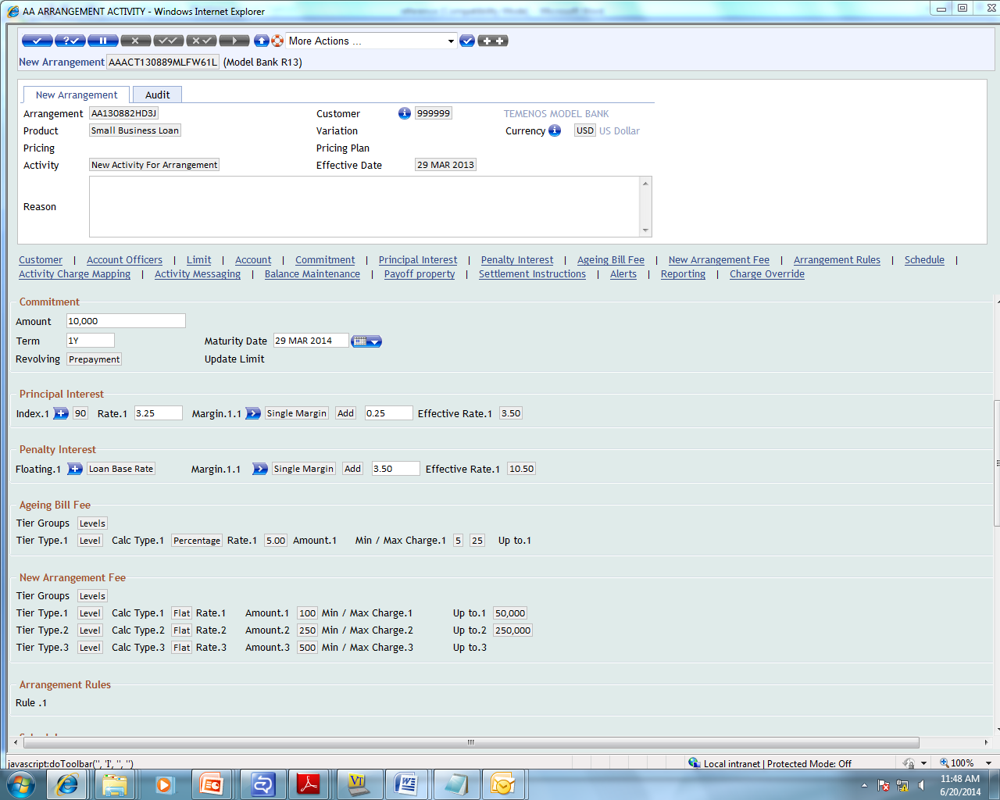 AA ARRANGEMENT ACTIVITY - Windows Internet Explorer
More Actions ...
New Arrangement AAACT130889MLFW61L (Model Bank R13)
New Arrangement Audit
Arrangement AA130882HD3J Customer 999999 TEMENOS MODEL BANK
Product Small Business Loan Variation Currency USD US Dollar
Pricing Pricing Plan
Activity New Activity For Arrangement Effective Date 29 MAR 2013
Reason
Customer | Account Officers | Limit | Account | Commitment | Principal Interest | Penalty Interest | Ageing Bill Fee | New Arrangement Fee | Arrangement Rules | Schedule |
Activity Charge Mapping | Activity Messaging | Balance Maintenance | Payoff property | Settlement Instructions | Alerts | Reporting | Charge Override
Commitment
Amount 10,000
Term 1Y Maturity Date 29 MAR 2014
Revolving Prepayment Update Limit
Principal Interest
Index.1 90 Rate.1 3.25 Margin.1.1 Single Margin Add 0.25 Effective Rate.1 3.50
Penalty Interest
Floating.1 Loan Base Rate Margin.1.1 Single Margin Add 3.50 Effective Rate.1 10.50
Ageing Bill Fee
Tier Groups Levels
Tier Type.1 Level Calc Type.1 Percentage Rate.1 5.00 Amount.1 Min / Max Charge.1 5 25 Up to.1
New Arrangement Fee
Tier Groups Levels
Tier Type.1 Level Calc Type.1 Flat Rate.1 Amount.1 100 Min / Max Charge.1 Up to.1 50,000
Tier Type.2 Level Calc Type.2 Flat Rate.2 Amount.2 250 Min / Max Charge.2 Up to.2 250,000
Tier Type.3 Level Calc Type.3 Flat Rate.3 Amount.3 500 Min / Max Charge.3 Up to.3
Arrangement Rules
Rule .1
javascript:doToolbar('', 'I', '', '') Local intranet | Protected Mode: Off 100%
11:48 AM
6/20/2014